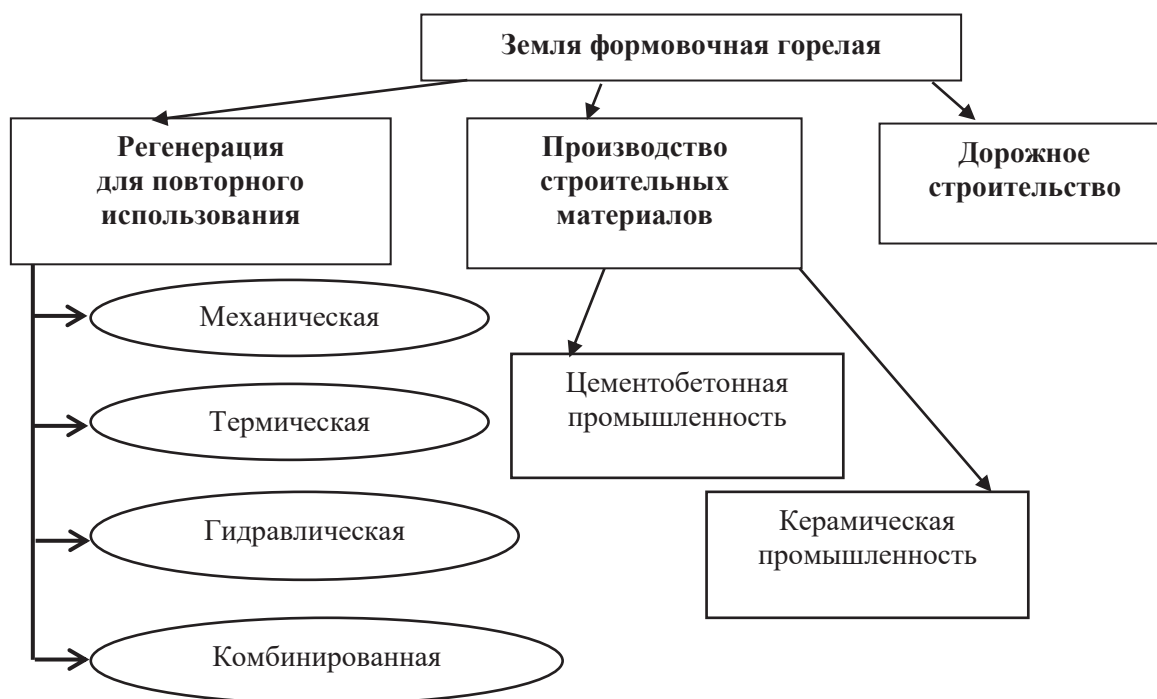 Земля формовочная горелая
Регенерация
для повторного
использования
Производство
строительных
материалов
Дорожное
строительство
Механическая
Термическая
Гидравлическая
Комбинированная
Цементобетонная
промышленность
Керамическая
промышленность